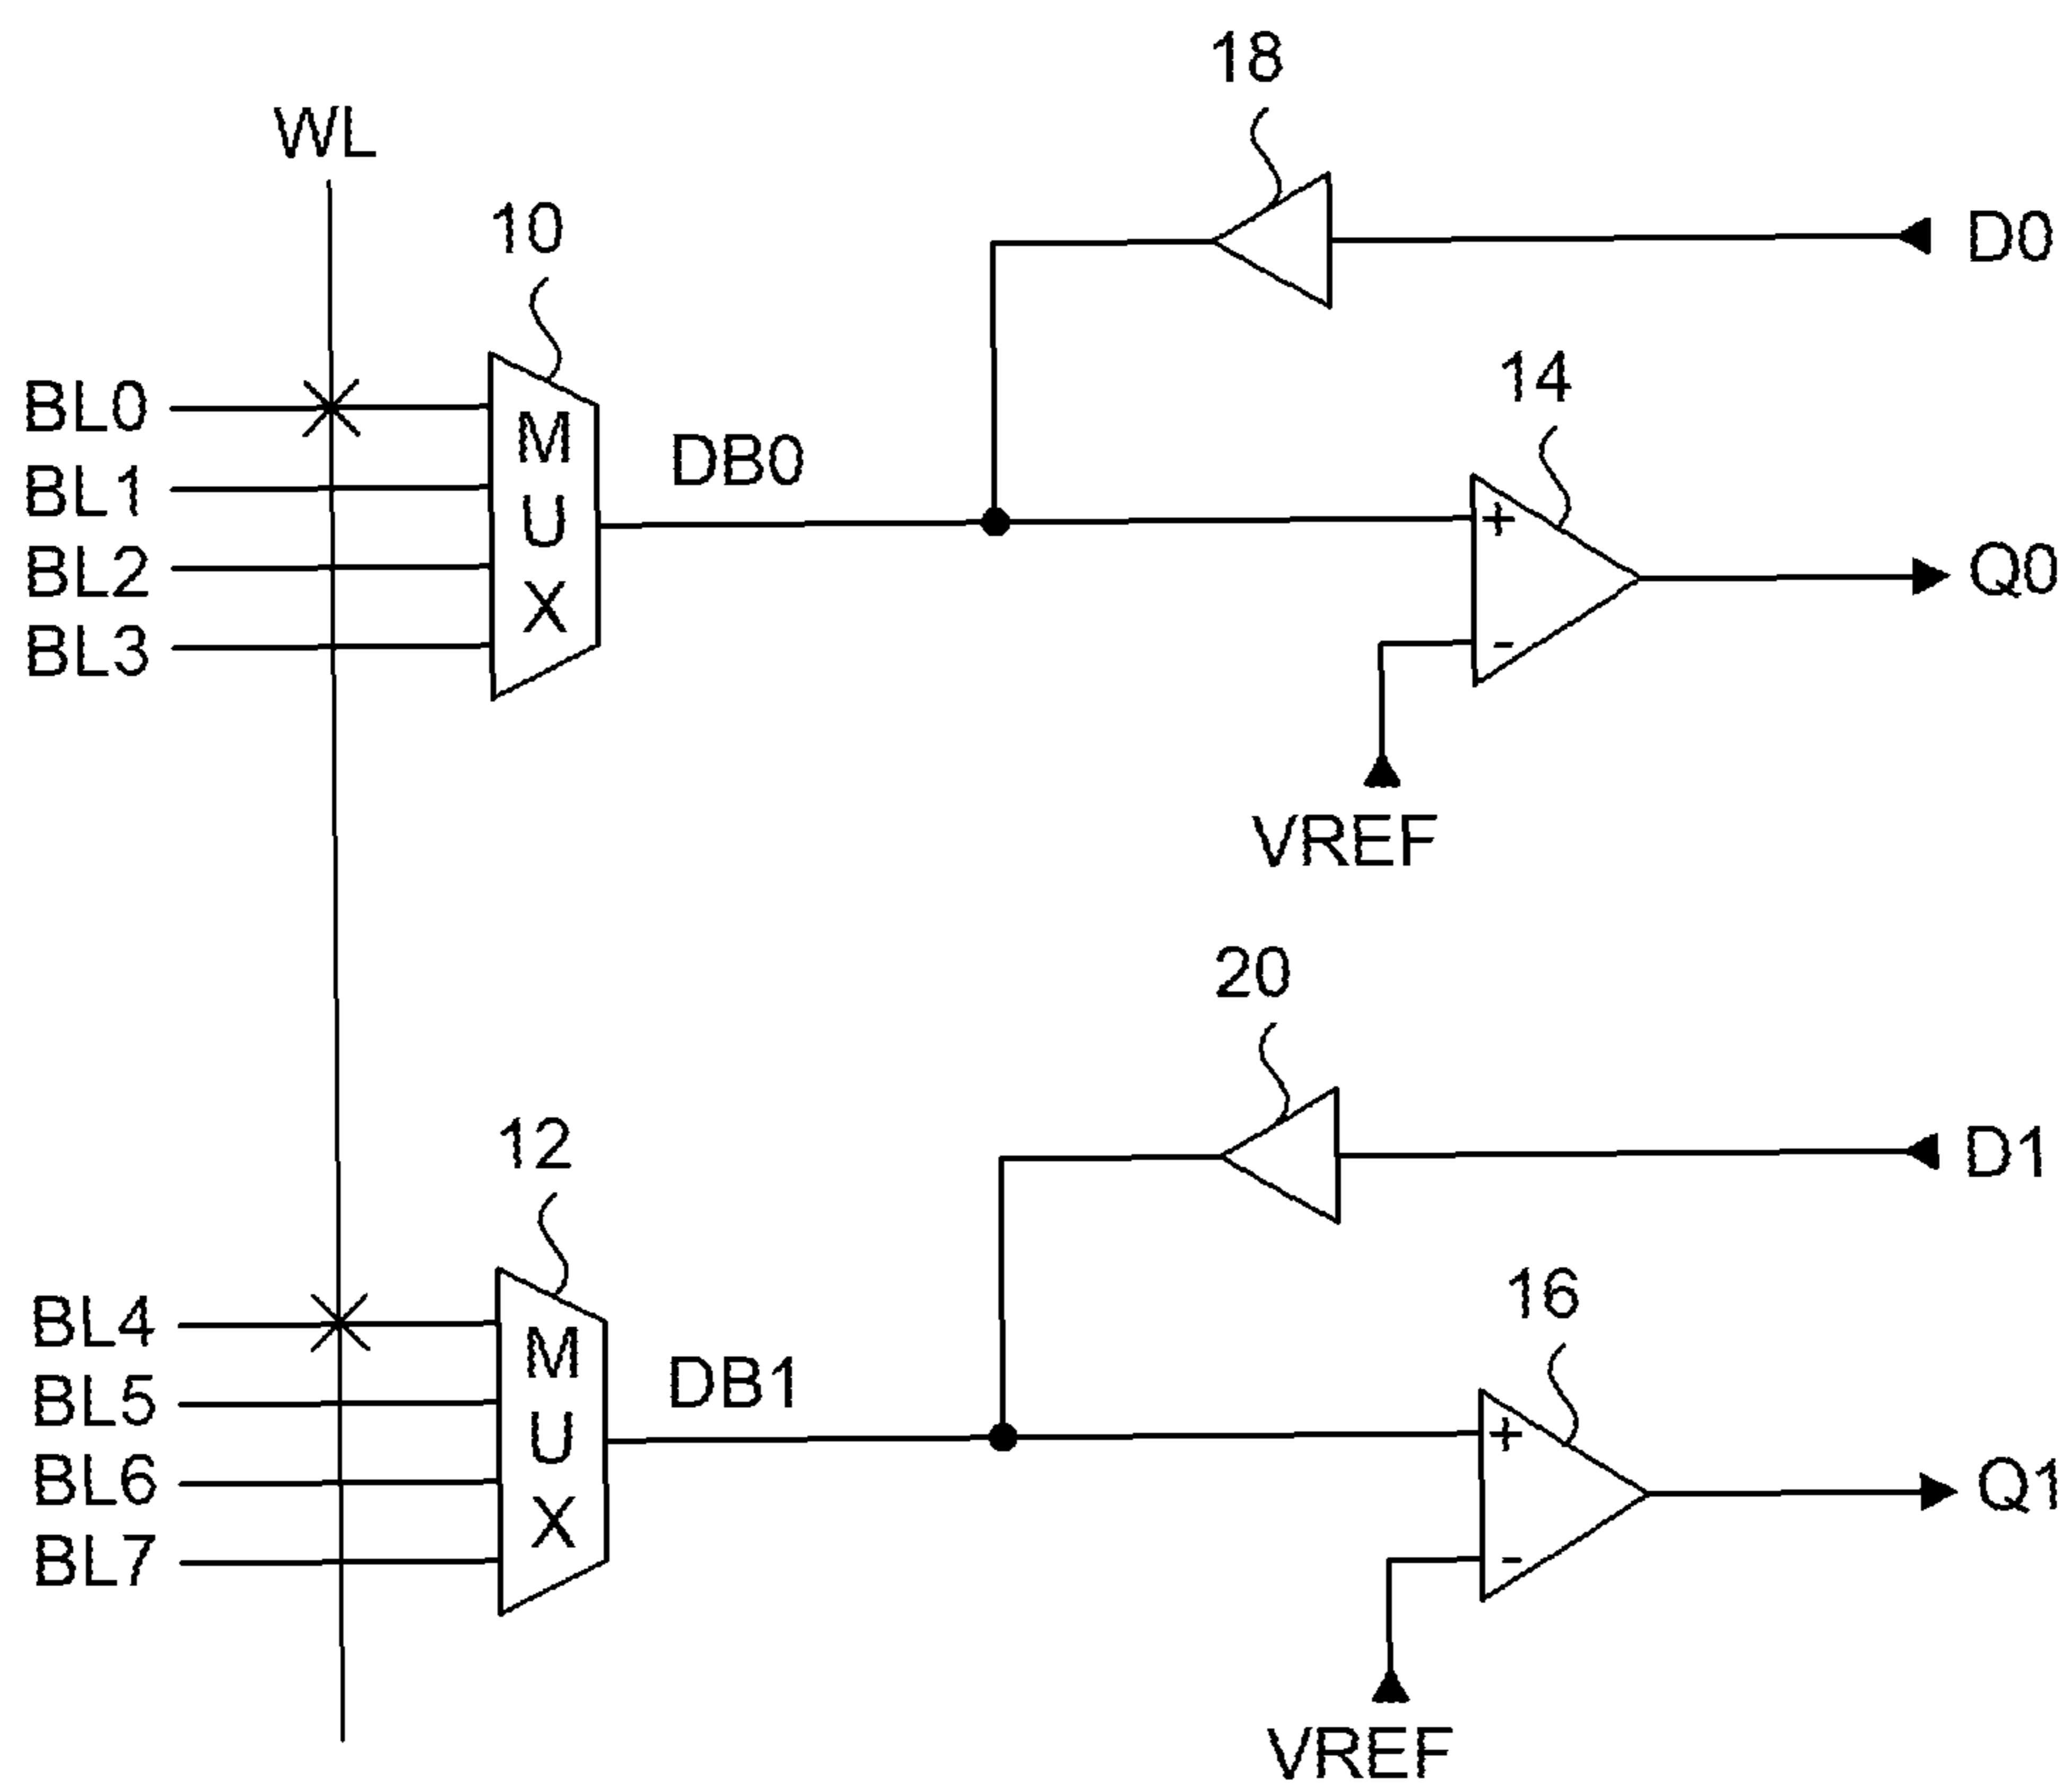 18
WL
10
D0
14
BL0
M
DB0
BL1
U
+
BL2
Q0
X
BL3
-
VREF
20
12
D1
16
BL4
M
DB1
BL5
U
+
BL6
Q1
X
BL7
-
VREF